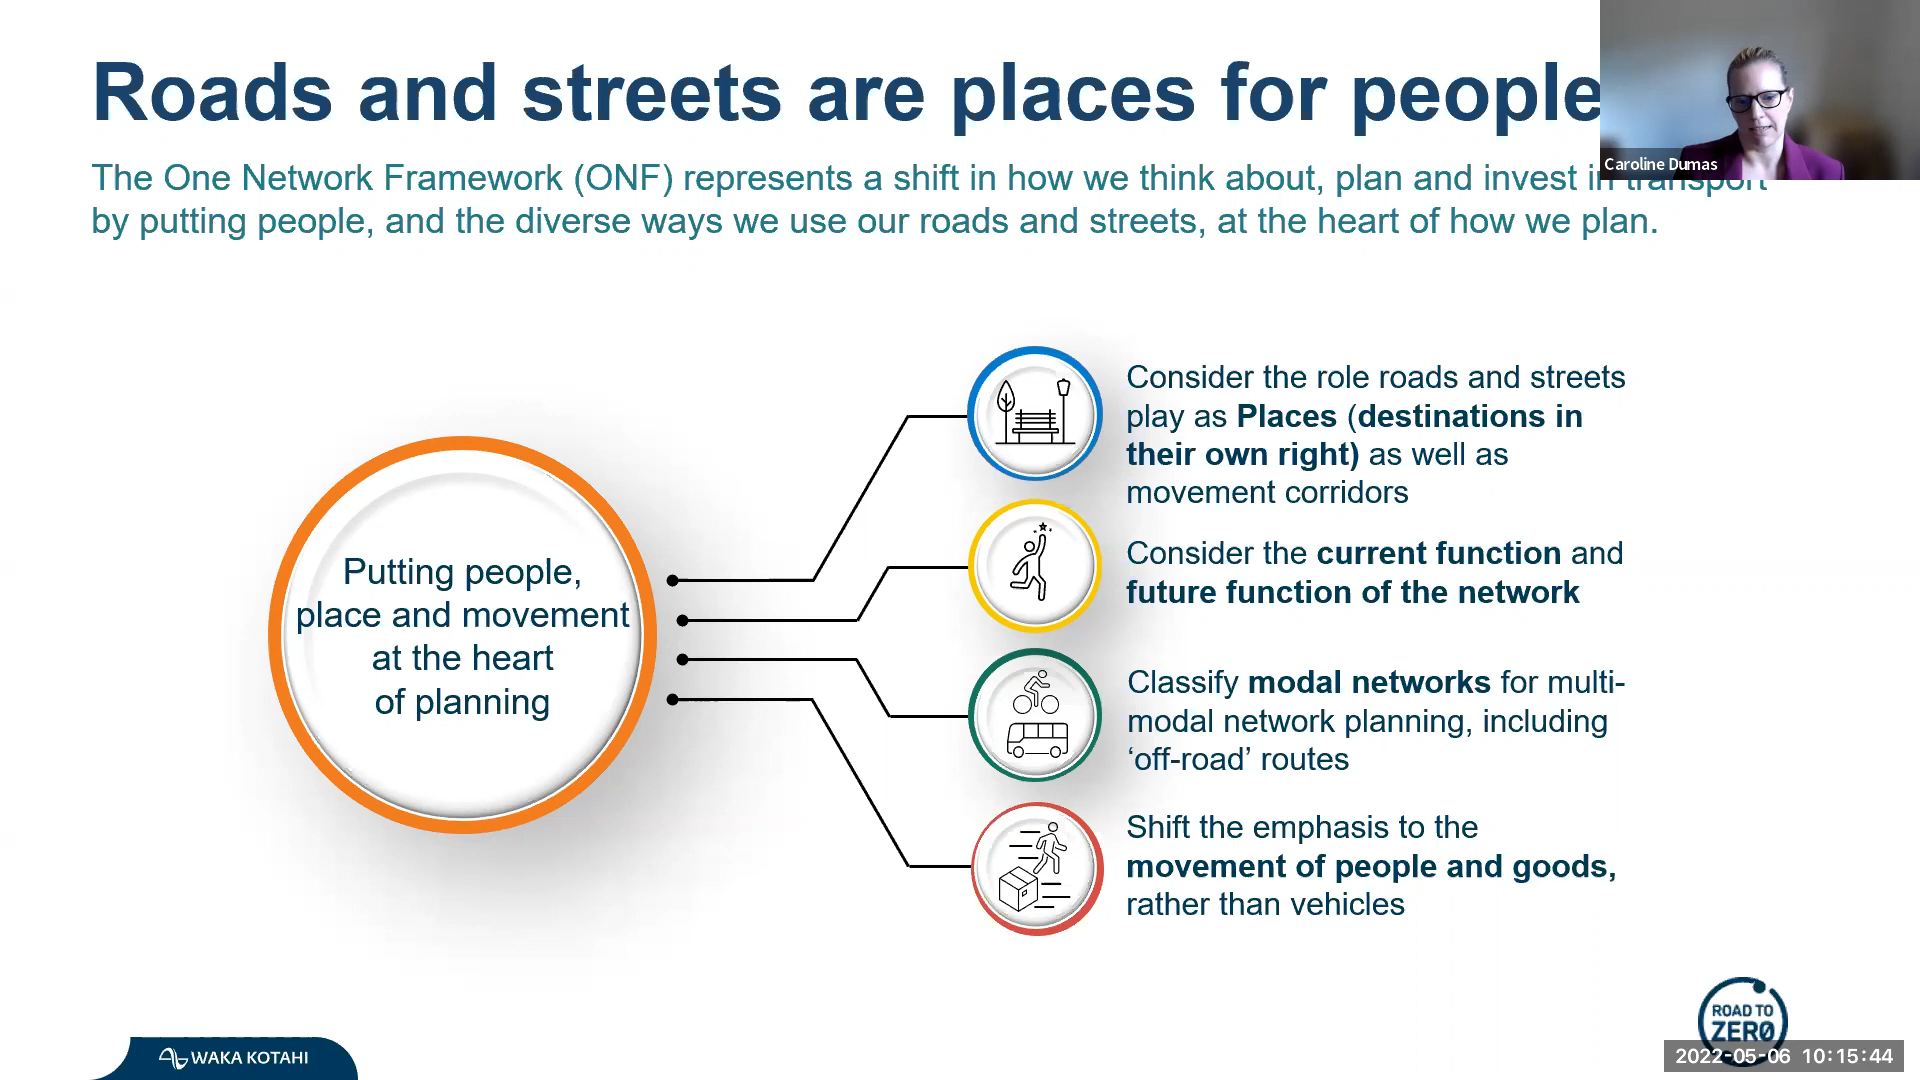 Roads and streets are places for people
Caroline Dumas
The One Network Framework (ONF) represents a shift in how we think about, plan and invest in transport
by putting people, and the diverse ways we use our roads and streets, at the heart of how we plan.
Putting people,
place and movement
at the heart
of planning
Consider the role roads and streets
play as Places (destinations in
their own right) as well as
movement corridors
Consider the current function and
future function of the network
Classify modal networks for multi-
modal network planning, including
‘off-road’ routes
Shift the emphasis to the
movement of people and goods,
rather than vehicles
WAKA KOTAHI
ROAD TO
ZERO
2022-05-06 10:15:44